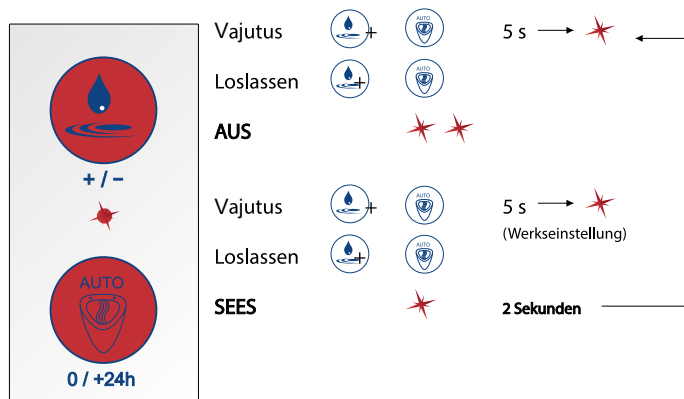 Vajutus + AUTO 5 s
Loslassen + AUTO
AUS
+ / −
Vajutus + AUTO 5 s
(Werkseinstellung)
Loslassen + AUTO
AUTO
SEES 2 Sekunden
0 / +24h